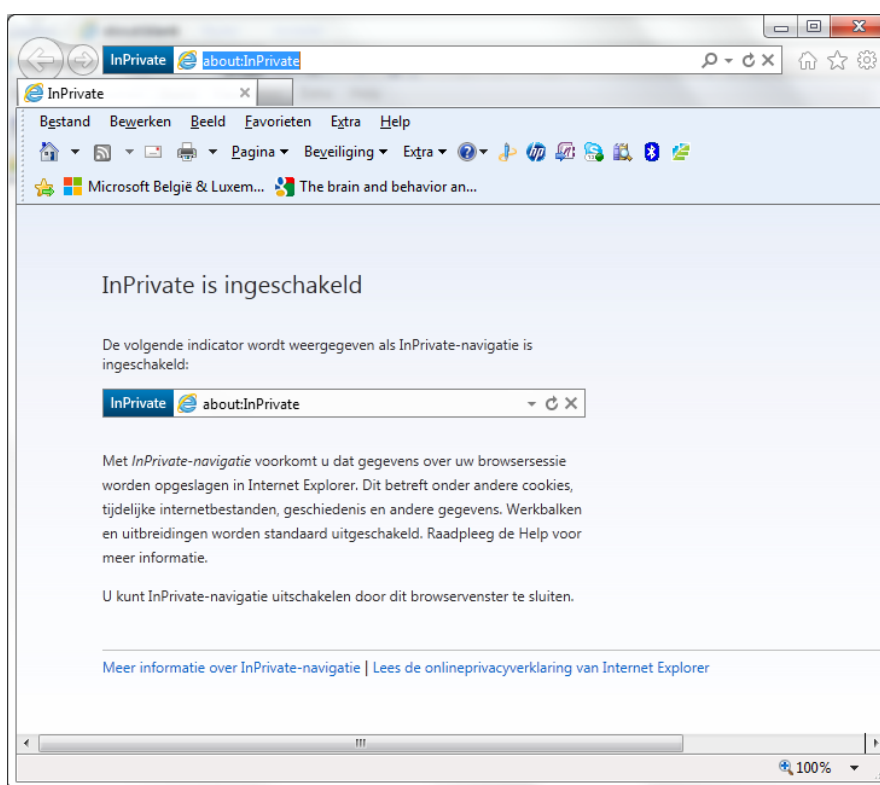 InPrivate about:InPrivate
InPrivate
Bestand Bewerken Beeld Favorieten Extra Help
Pagina Beveiliging Extra
Microsoft België & Luxem... The brain and behavior an...
InPrivate is ingeschakeld
De volgende indicator wordt weergegeven als InPrivate-navigatie is
ingeschakeld:
InPrivate about:InPrivate
Met InPrivate-navigatie voorkomt u dat gegevens over uw browsersessie
worden opgeslagen in Internet Explorer. Dit betreft onder andere cookies,
tijdelijke internetbestanden, geschiedenis en andere gegevens. Werkbalken
en uitbreidingen worden standaard uitgeschakeld. Raadpleeg de Help voor
meer informatie.
U kunt InPrivate-navigatie uitschakelen door dit browservenster te sluiten.
Meer informatie over InPrivate-navigatie | Lees de onlineprivacyverklaring van Internet Explorer
100%